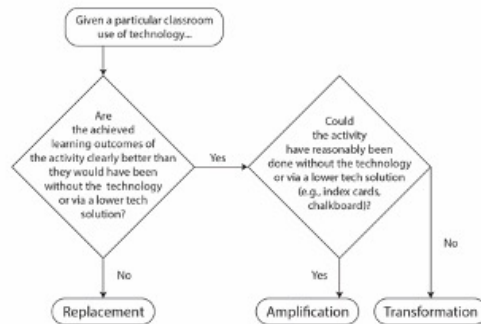 Given a particular classroom
use of technology...
Are
the achieved
learning outcomes of
the activity clearly better than
they would have been
without the technology
or via a lower tech
solution?
Yes
Could
the activity
have reasonably been
done without the technology
or via a lower tech solution
(e.g., index cards,
chalkboard)?
No
No
Yes
Replacement
Amplification
Transformation